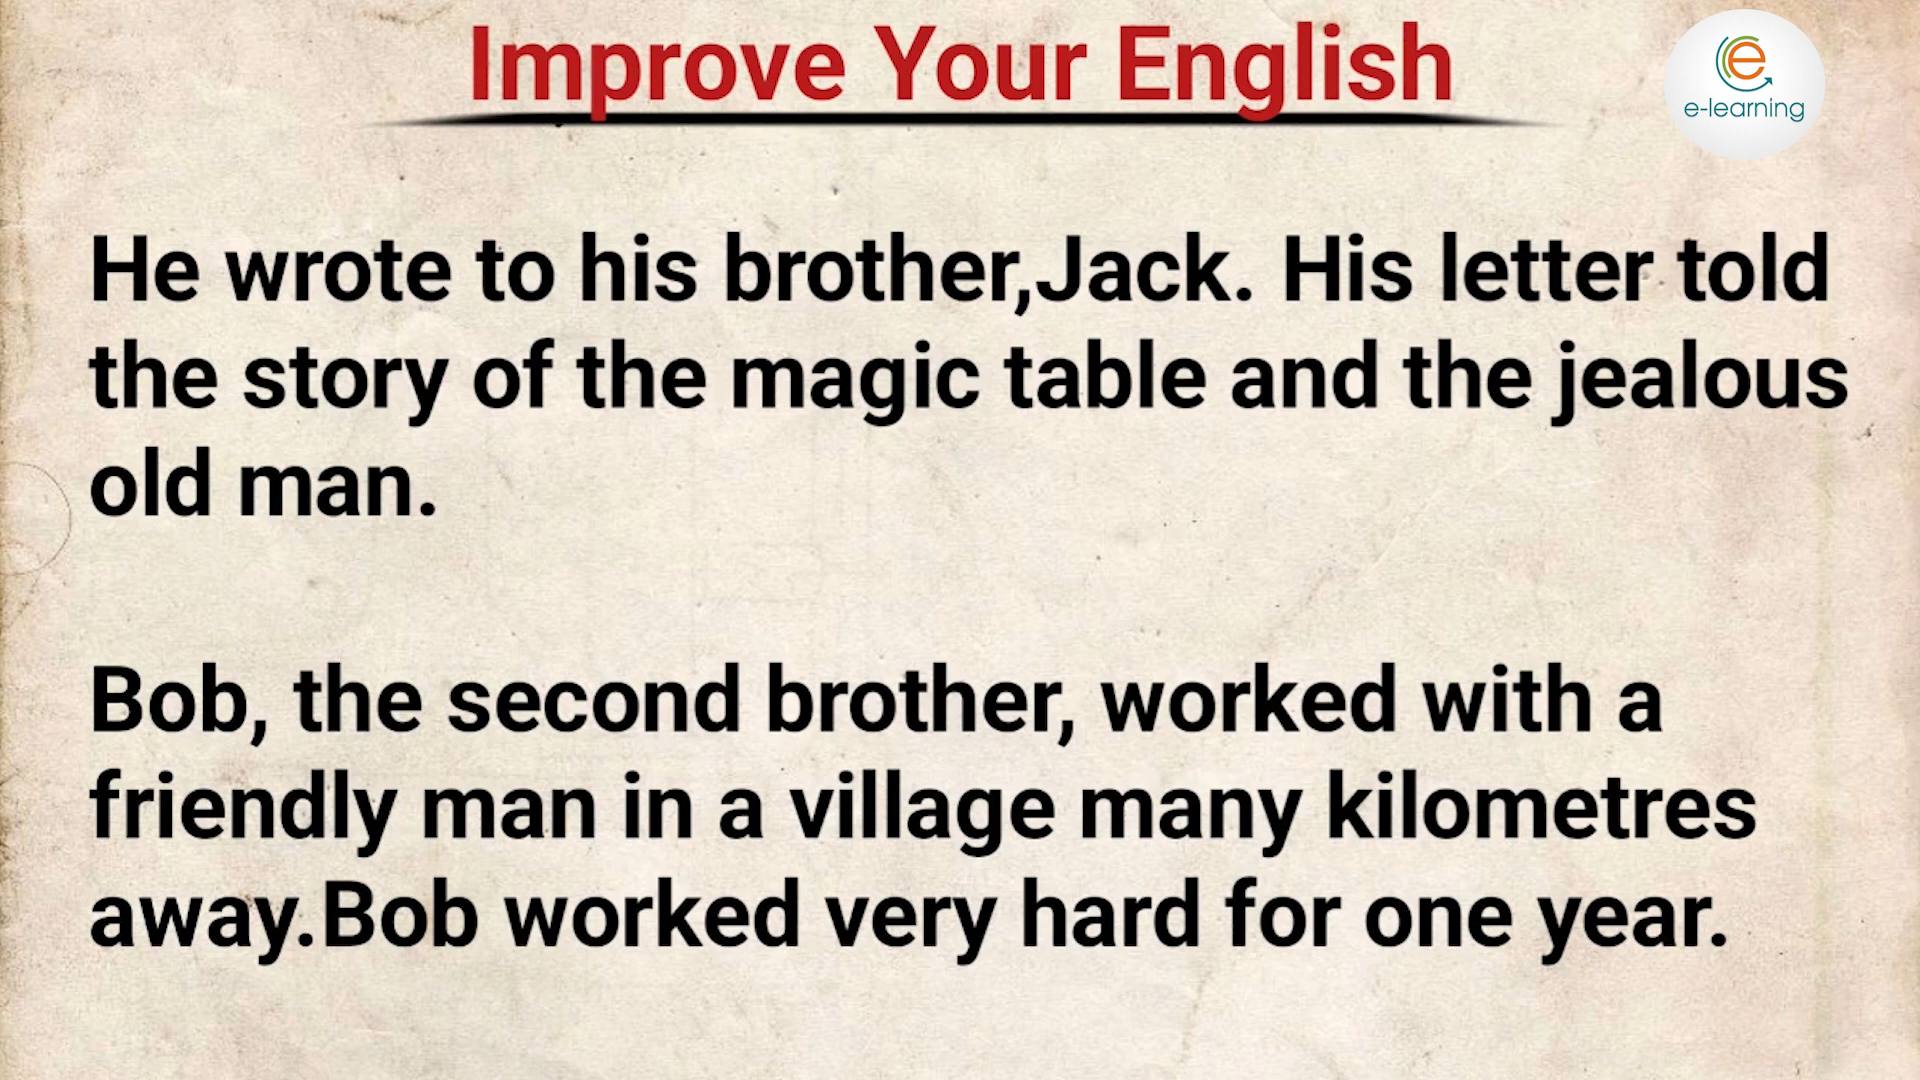 Improve Your English
e
e-learning
He wrote to his brother,Jack. His letter told
the story of the magic table and the jealous
old man.
Bob, the second brother, worked with a
friendly man in a village many kilometres
away.Bob worked very hard for one year.